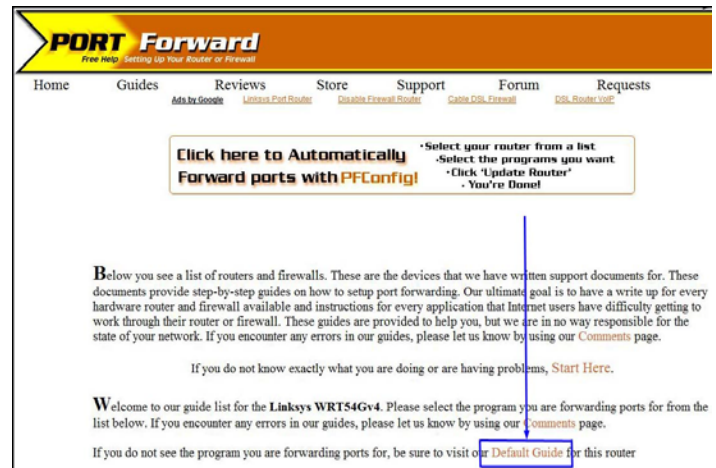 PORT Forward
Free Help Setting Up Your Router or Firewall
Home Guides Reviews Store Support Forum Requests
Ads by Google Linksys Port Router Disable Firewall Router Cable DSL Firewall DSL Router VoIP
Click here to Automatically
Forward ports with PFConfig!
·Select your router from a list
·Select the programs you want
·Click 'Update Router'
· You're Done!
Below you see a list of routers and firewalls. These are the devices that we have written support documents for. These
documents provide step-by-step guides on how to setup port forwarding. Our ultimate goal is to have a write up for every
hardware router and firewall available and instructions for every application that Internet users have difficulty getting to
work through their router or firewall. These guides are provided to help you, but we are in no way responsible for the
state of your network. If you encounter any errors in our guides, please let us know by using our Comments page.
If you do not know exactly what you are doing or are having problems, Start Here.
Welcome to our guide list for the Linksys WRT54Gv4. Please select the program you are forwarding ports for from the
list below. If you encounter any errors in our guides, please let us know by using our Comments page.
If you do not see the program you are forwarding ports for, be sure to visit our Default Guide for this router